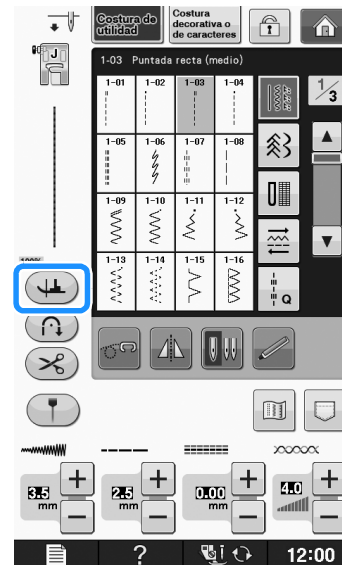 Costura de utilidad
Costura decorativa o de caracteres
J
1-03 Puntada recta (medio)
1-01 1-02 1-03 1-04
1/3
1-05 1-06 1-07 1-08
1-09 1-10 1-11 1-12
100%
1-13 1-14 1-15 1-16
Q
3.5 mm
2.5 mm
0.00 mm
4.0
?
12:00